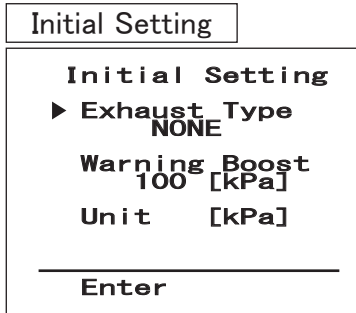 Initial Setting
Initial Setting
▶ Exhaust Type
NONE
Warning Boost
100 [kPa]
Unit [kPa]
Enter